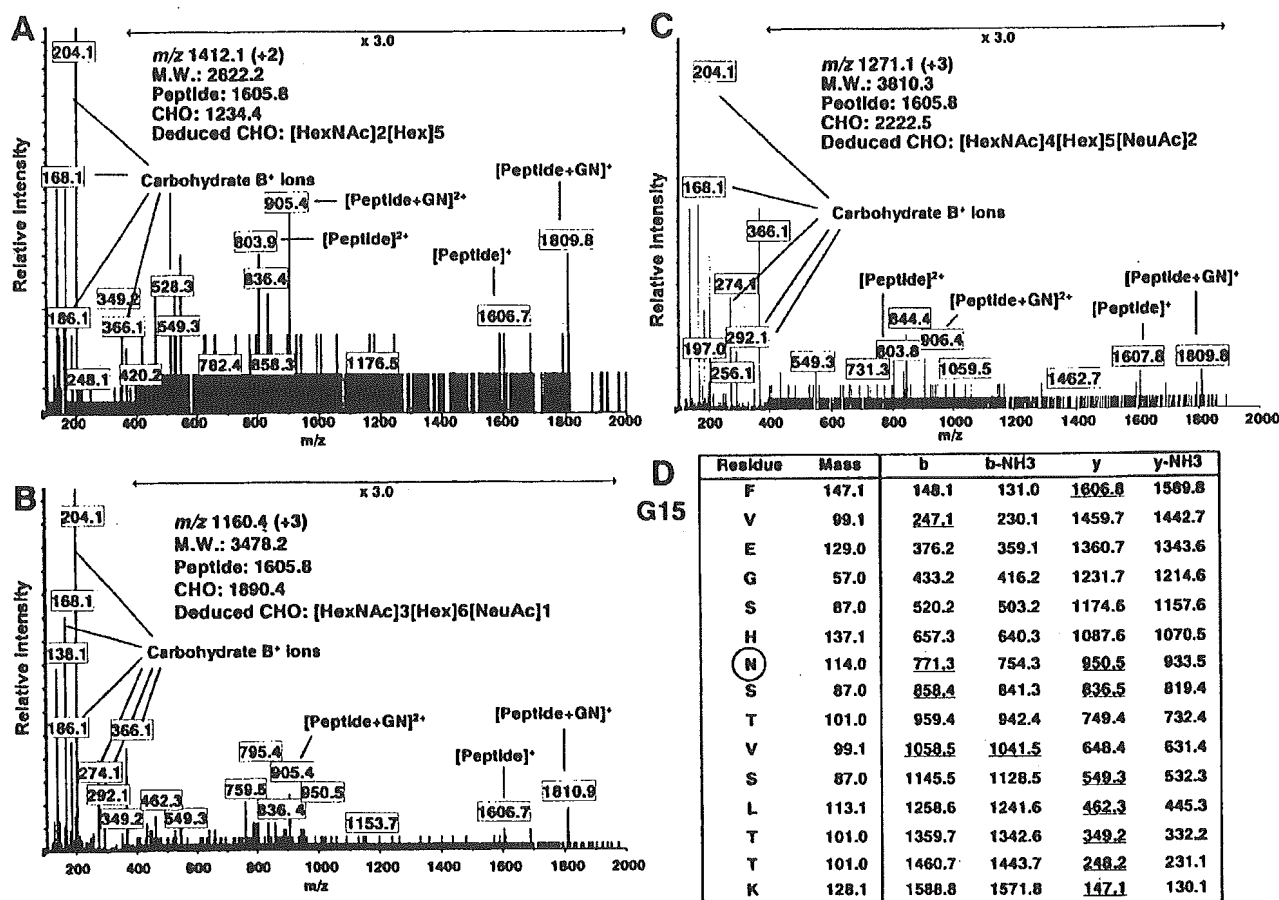 A
x 3.0
204.1
m/z 1412.1 (+2)
M.W.: 2822.2
Peptide: 1605.8
CHO: 1234.4
Deduced CHO: [HexNAc]2[Hex]5
168.1
Carbohydrate B⁺ ions
[Peptide+GN]⁺
905.4
[Peptide+GN]²⁺
803.9
[Peptide]²⁺
1809.8
836.4
[Peptide]⁺
528.3
349.2
186.1
366.1
549.3
1606.7
248.1
420.2
782.4
858.3
1176.5
Relative Intensity
200 400 600 800 1000 1200 1400 1600 1800 2000
m/z
B
x 3.0
204.1
m/z 1160.4 (+3)
M.W.: 3478.2
Peptide: 1605.8
CHO: 1890.4
Deduced CHO: [HexNAc]3[Hex]6[NeuAc]1
168.1
138.1
Carbohydrate B⁺ ions
186.1
366.1
[Peptide+GN]²⁺
[Peptide+GN]⁺
795.4
[Peptide]⁺
274.1
905.4
292.1
462.3
759.5
950.5
349.2
549.3
836.4
1153.7
1606.7
1810.9
Relative Intensity
200 400 600 800 1000 1200 1400 1600 1800 2000
m/z
C
x 3.0
204.1
m/z 1271.1 (+3)
M.W.: 3810.3
Peotide: 1605.8
CHO: 2222.5
Deduced CHO: [HexNAc]4[Hex]5[NeuAc]2
168.1
Carbohydrate B⁺ ions
366.1
274.1
[Peptide]²⁺
[Peptide+GN]⁺
844.4
[Peptide+GN]²⁺
[Peptide]⁺
292.1
906.4
197.0
803.8
1607.8
1809.8
256.1
549.3
731.3
1059.5
1462.7
Relative Intensity
200 400 600 800 1000 1200 1400 1600 1800 2000
m/z
D
G15
Residue Mass b b-NH3 y y-NH3
F 147.1 148.1 131.0 1606.8 1589.8
V 99.1 247.1 230.1 1459.7 1442.7
E 129.0 376.2 359.1 1360.7 1343.6
G 57.0 433.2 416.2 1231.7 1214.6
S 87.0 520.2 503.2 1174.6 1157.6
H 137.1 657.3 640.3 1087.6 1070.5
N 114.0 771.3 754.3 950.5 933.5
S 87.0 858.4 841.3 836.5 819.4
T 101.0 959.4 942.4 749.4 732.4
V 99.1 1058.5 1041.5 648.4 631.4
S 87.0 1145.5 1128.5 549.3 532.3
L 113.1 1258.6 1241.6 462.3 445.3
T 101.0 1359.7 1342.6 349.2 332.2
T 101.0 1460.7 1443.7 248.2 231.1
K 128.1 1588.8 1571.8 147.1 130.1